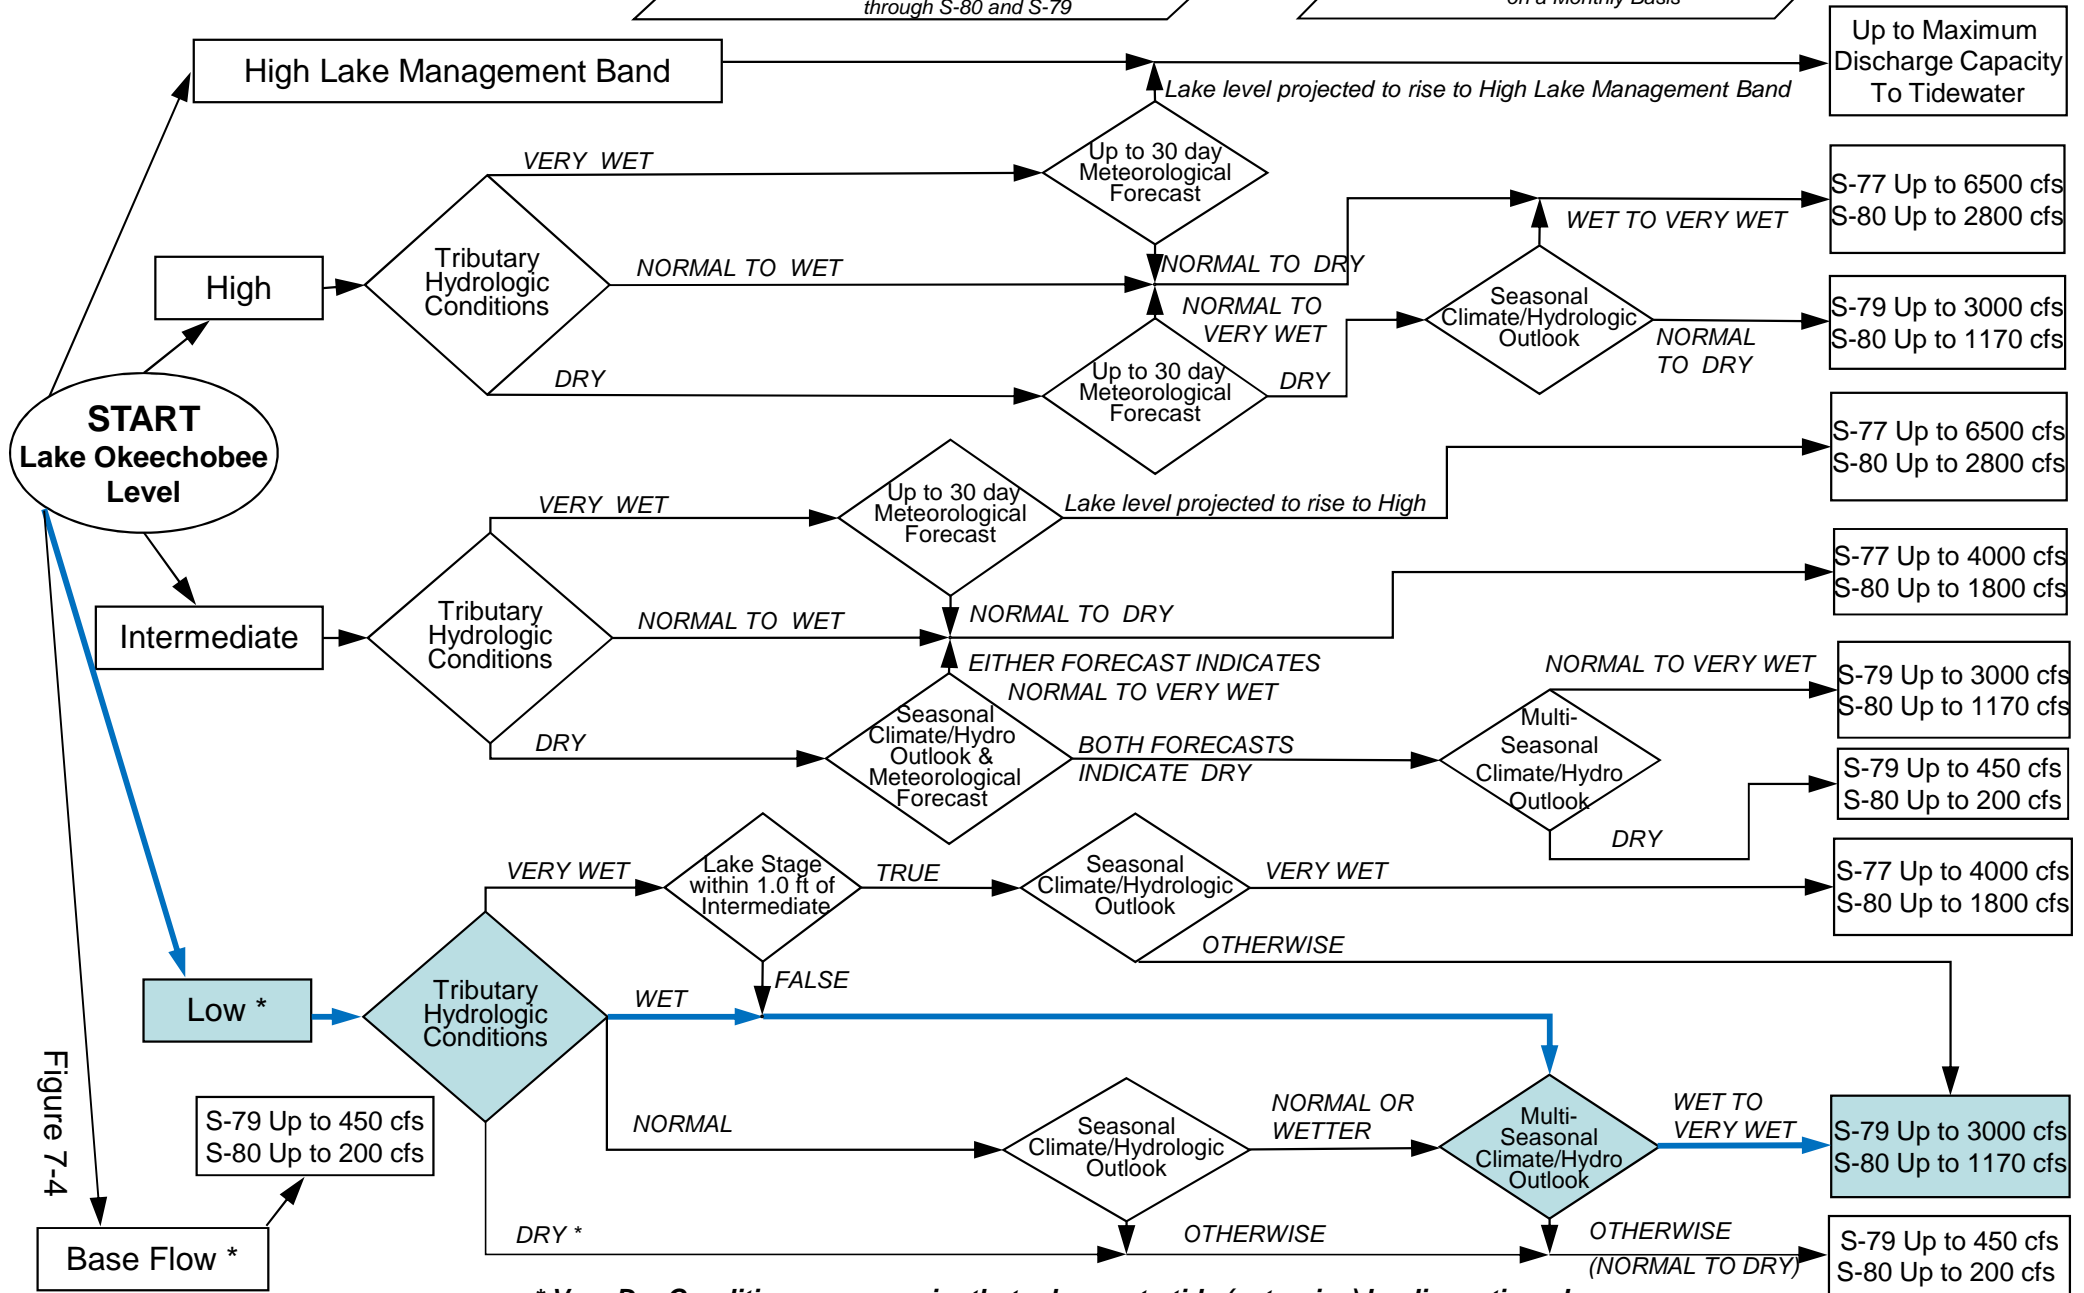 through S-80 and S-79
on a Monthly Basis
High Lake Management Band
Up to Maximum
Discharge Capacity
To Tidewater
Lake level projected to rise to High Lake Management Band
VERY WET
Up to 30 day
Meteorological
Forecast
S-77 Up to 6500 cfs
S-80 Up to 2800 cfs
WET TO VERY WET
High
Tributary
Hydrologic
Conditions
NORMAL TO WET
NORMAL TO DRY
NORMAL TO
VERY WET
Seasonal
Climate/Hydrologic
Outlook
NORMAL
TO DRY
S-79 Up to 3000 cfs
S-80 Up to 1170 cfs
DRY
Up to 30 day
Meteorological
Forecast
DRY
START
Lake Okeechobee
Level
S-77 Up to 6500 cfs
S-80 Up to 2800 cfs
VERY WET
Up to 30 day
Meteorological
Forecast
Lake level projected to rise to High
S-77 Up to 4000 cfs
S-80 Up to 1800 cfs
Intermediate
Tributary
Hydrologic
Conditions
NORMAL TO WET
NORMAL TO DRY
EITHER FORECAST INDICATES
NORMAL TO VERY WET
NORMAL TO VERY WET
S-79 Up to 3000 cfs
S-80 Up to 1170 cfs
DRY
Seasonal
Climate/Hydro
Outlook &
Meteorological
Forecast
BOTH FORECASTS
INDICATE DRY
Multi-
Seasonal
Climate/Hydro
Outlook
S-79 Up to 450 cfs
S-80 Up to 200 cfs
DRY
VERY WET
Lake Stage
within 1.0 ft of
Intermediate
TRUE
Seasonal
Climate/Hydrologic
Outlook
VERY WET
S-77 Up to 4000 cfs
S-80 Up to 1800 cfs
OTHERWISE
FALSE
Low *
Tributary
Hydrologic
Conditions
WET
Figure 7-4
S-79 Up to 450 cfs
S-80 Up to 200 cfs
NORMAL
Seasonal
Climate/Hydrologic
Outlook
NORMAL OR
WETTER
Multi-
Seasonal
Climate/Hydro
Outlook
WET TO
VERY WET
S-79 Up to 3000 cfs
S-80 Up to 1170 cfs
Base Flow *
DRY *
OTHERWISE
OTHERWISE
(NORMAL TO DRY)
S-79 Up to 450 cfs
S-80 Up to 200 cfs